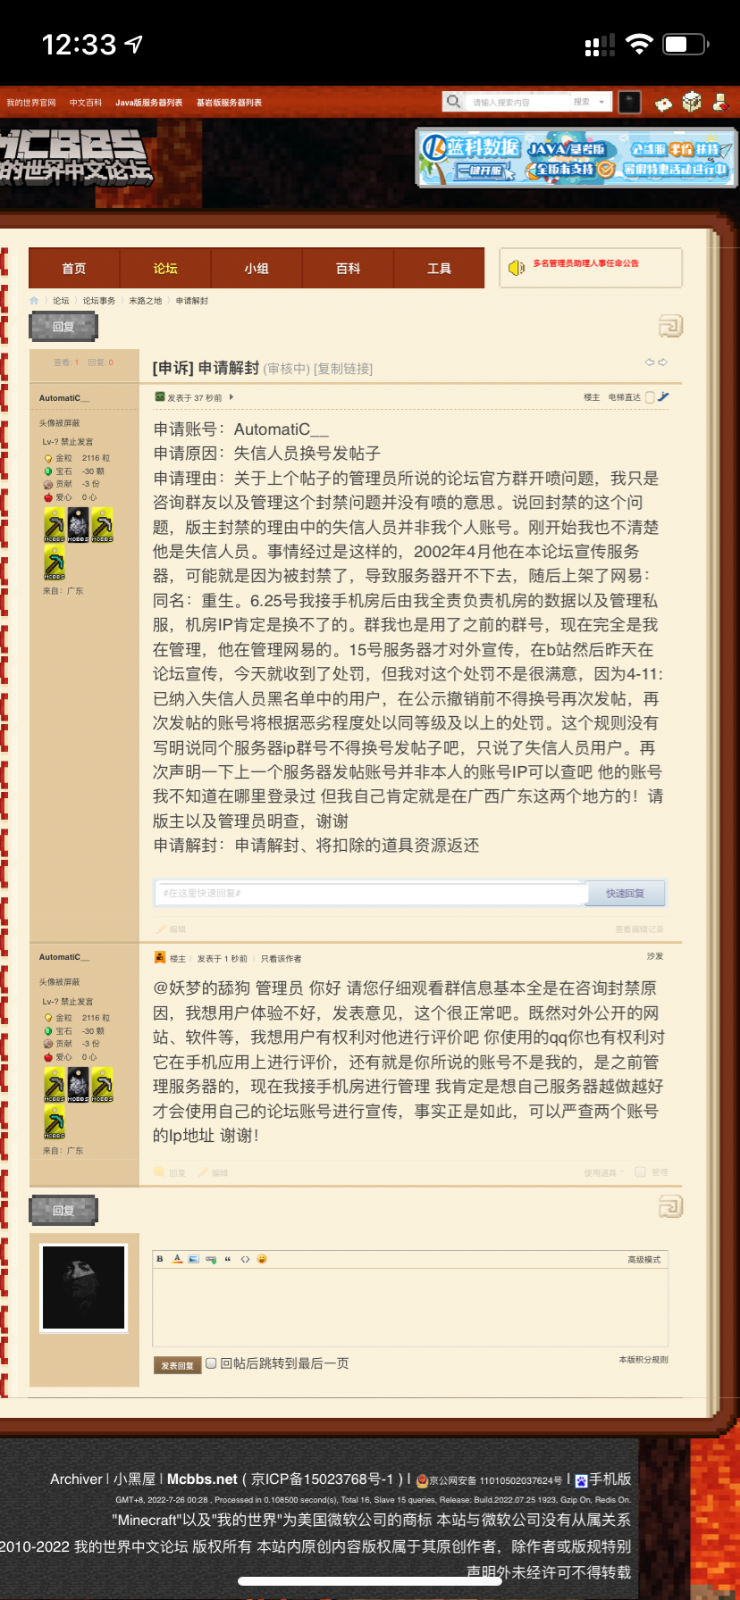 12:33
我的世界官网 中文百科 Java版服务器列表 基岩版服务器列表
请输入搜索内容 搜索
MCBBS
的世界中文论坛
蓝科数据 JAVA/基岩版
一键开服 全版本支持
首页 论坛 小组 百科 工具
多名管理员助理人事任命公告
论坛 论坛事务 末路之地 申请解封
回复
查看: 1 回复: 0
[申诉] 申请解封 (审核中) [复制链接]
AutomatiC__
发表于 37 秒前
楼主 电梯直达
头像被屏蔽
Lv-? 禁止发言
金粒 2116 粒
宝石 -30 颗
贡献 -3 份
爱心 0 心
MCBBS MCBBS MCBBS
MCBBS
来自: 广东
申请账号：AutomatiC__
申请原因：失信人员换号发帖子
申请理由：关于上个帖子的管理员所说的论坛官方群开喷问题，我只是
咨询群友以及管理这个封禁问题并没有喷的意思。说回封禁的这个问
题，版主封禁的理由中的失信人员并非我个人账号。刚开始我也不清楚
他是失信人员。事情经过是这样的，2002年4月他在本论坛宣传服务
器，可能就是因为被封禁了，导致服务器开不下去，随后上架了网易：
同名：重生。6.25号我接手机房后由我全责负责机房的数据以及管理私
服，机房IP肯定是换不了的。群我也是用了之前的群号，现在完全是我
在管理，他在管理网易的。15号服务器才对外宣传，在b站然后昨天在
论坛宣传，今天就收到了处罚，但我对这个处罚不是很满意，因为4-11:
已纳入失信人员黑名单中的用户，在公示撤销前不得换号再次发帖，再
次发帖的账号将根据恶劣程度处以同等级及以上的处罚。这个规则没有
写明说同个服务器ip群号不得换号发帖子吧，只说了失信人员用户。再
次声明一下上一个服务器发帖账号并非本人的账号IP可以查吧 他的账号
我不知道在哪里登录过 但我自己肯定就是在广西广东这两个地方的！请
版主以及管理员明查，谢谢
申请解封：申请解封、将扣除的道具资源返还
#在这里快速回复# 快速回复
编辑 查看编辑记录
AutomatiC__
楼主 发表于 1 秒前 只看该作者
沙发
头像被屏蔽
Lv-? 禁止发言
金粒 2116 粒
宝石 -30 颗
贡献 -3 份
爱心 0 心
MCBBS MCBBS MCBBS
MCBBS
来自: 广东
@妖梦的舔狗 管理员 你好 请您仔细观看群信息基本全是在咨询封禁原
因，我想用户体验不好，发表意见，这个很正常吧。既然对外公开的网
站、软件等，我想用户有权利对他进行评价吧 你使用的qq你也有权利对
它在手机应用上进行评价，还有就是你所说的账号不是我的，是之前管
理服务器的，现在我接手机房进行管理 我肯定是想自己服务器越做越好
才会使用自己的论坛账号进行宣传，事实正是如此，可以严查两个账号
的Ip地址 谢谢！
回复 编辑 使用道具 管理
回复
B A “ <> 高级模式
发表回复 回帖后跳转到最后一页 本版积分规则
Archiver | 小黑屋 | Mcbbs.net ( 京ICP备15023768号-1 ) | 京公网安备 11010502037624号 | 手机版
GMT+8, 2022-7-26 00:28 , Processed in 0.108500 second(s), Total 16, Slave 15 queries, Release: Build.2022.07.25 1923, Gzip On, Redis On.
"Minecraft"以及"我的世界"为美国微软公司的商标 本站与微软公司没有从属关系
2010-2022 我的世界中文论坛 版权所有 本站内原创内容版权属于其原创作者，除作者或版规特别
声明外未经许可不得转载